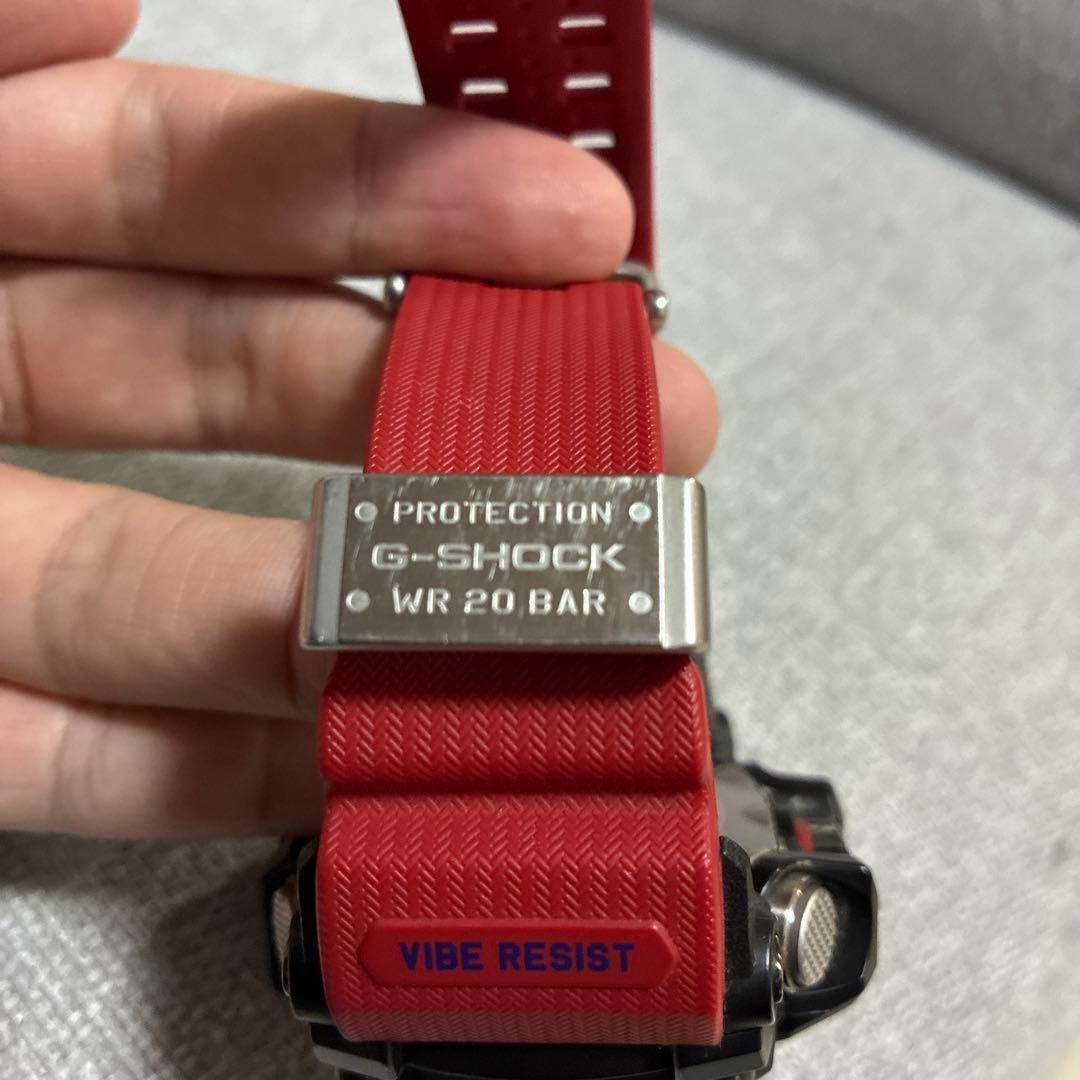 PROTECTION
G-SHOCK
WR 20 BAR
VIBE RESIST